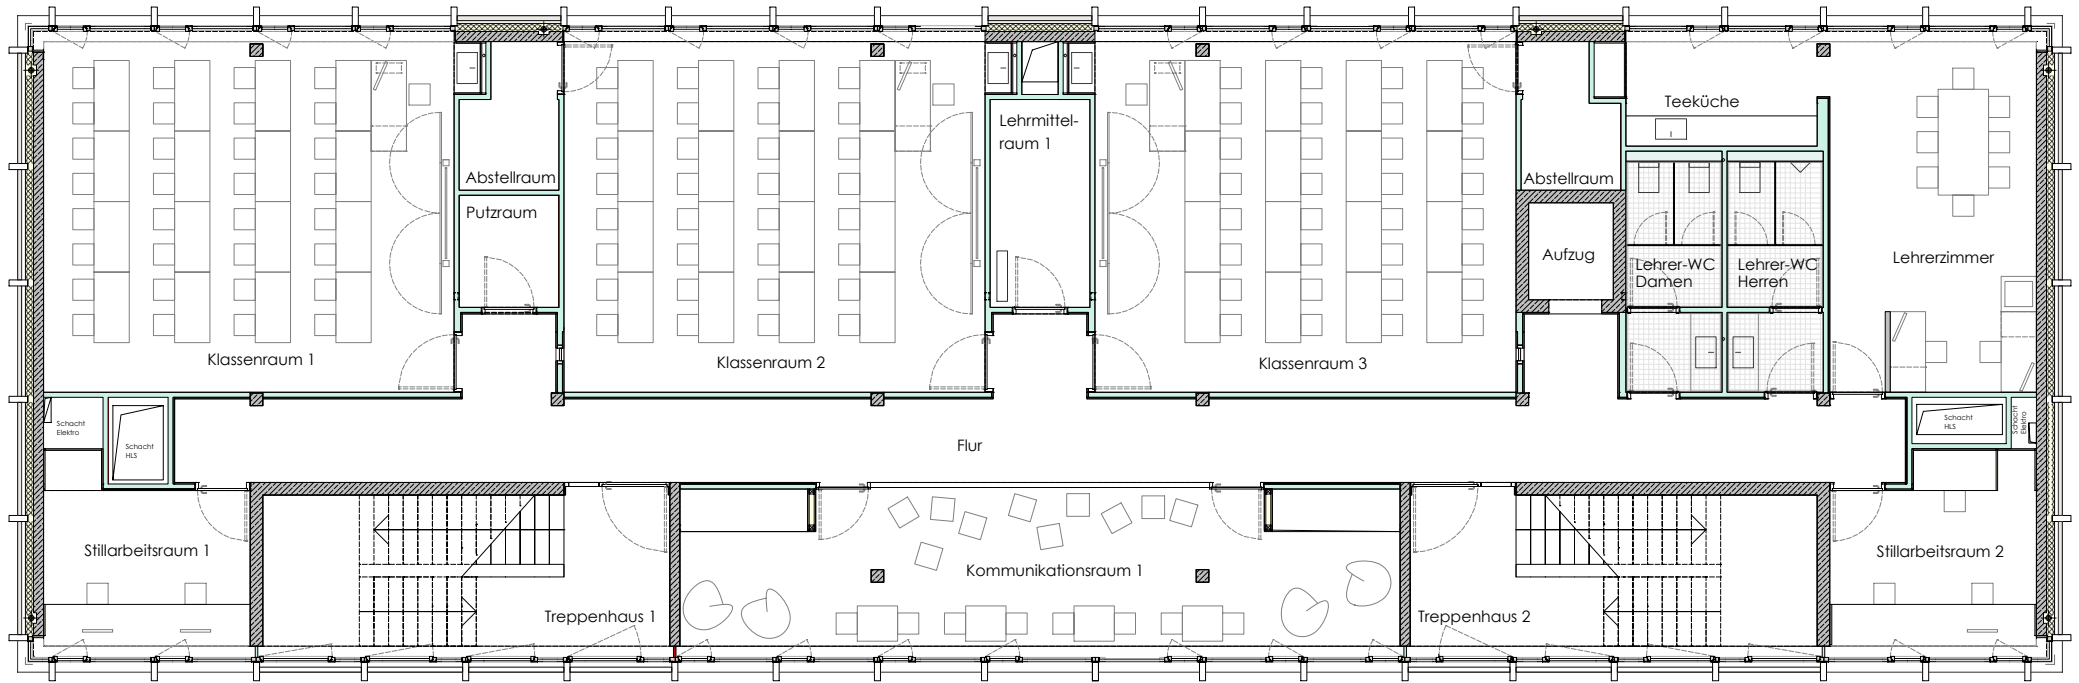 Teeküche
Lehrmittel-
raum 1
Abstellraum
Abstellraum
Putzraum
Aufzug
Lehrer-WC
Damen
Lehrer-WC
Herren
Lehrerzimmer
Klassenraum 1
Klassenraum 2
Klassenraum 3
Schacht
Elektro
Schacht
HLS
Flur
Schacht
HLS
Schacht
Elektro
Stillarbeitsraum 1
Kommunikationsraum 1
Stillarbeitsraum 2
Treppenhaus 1
Treppenhaus 2